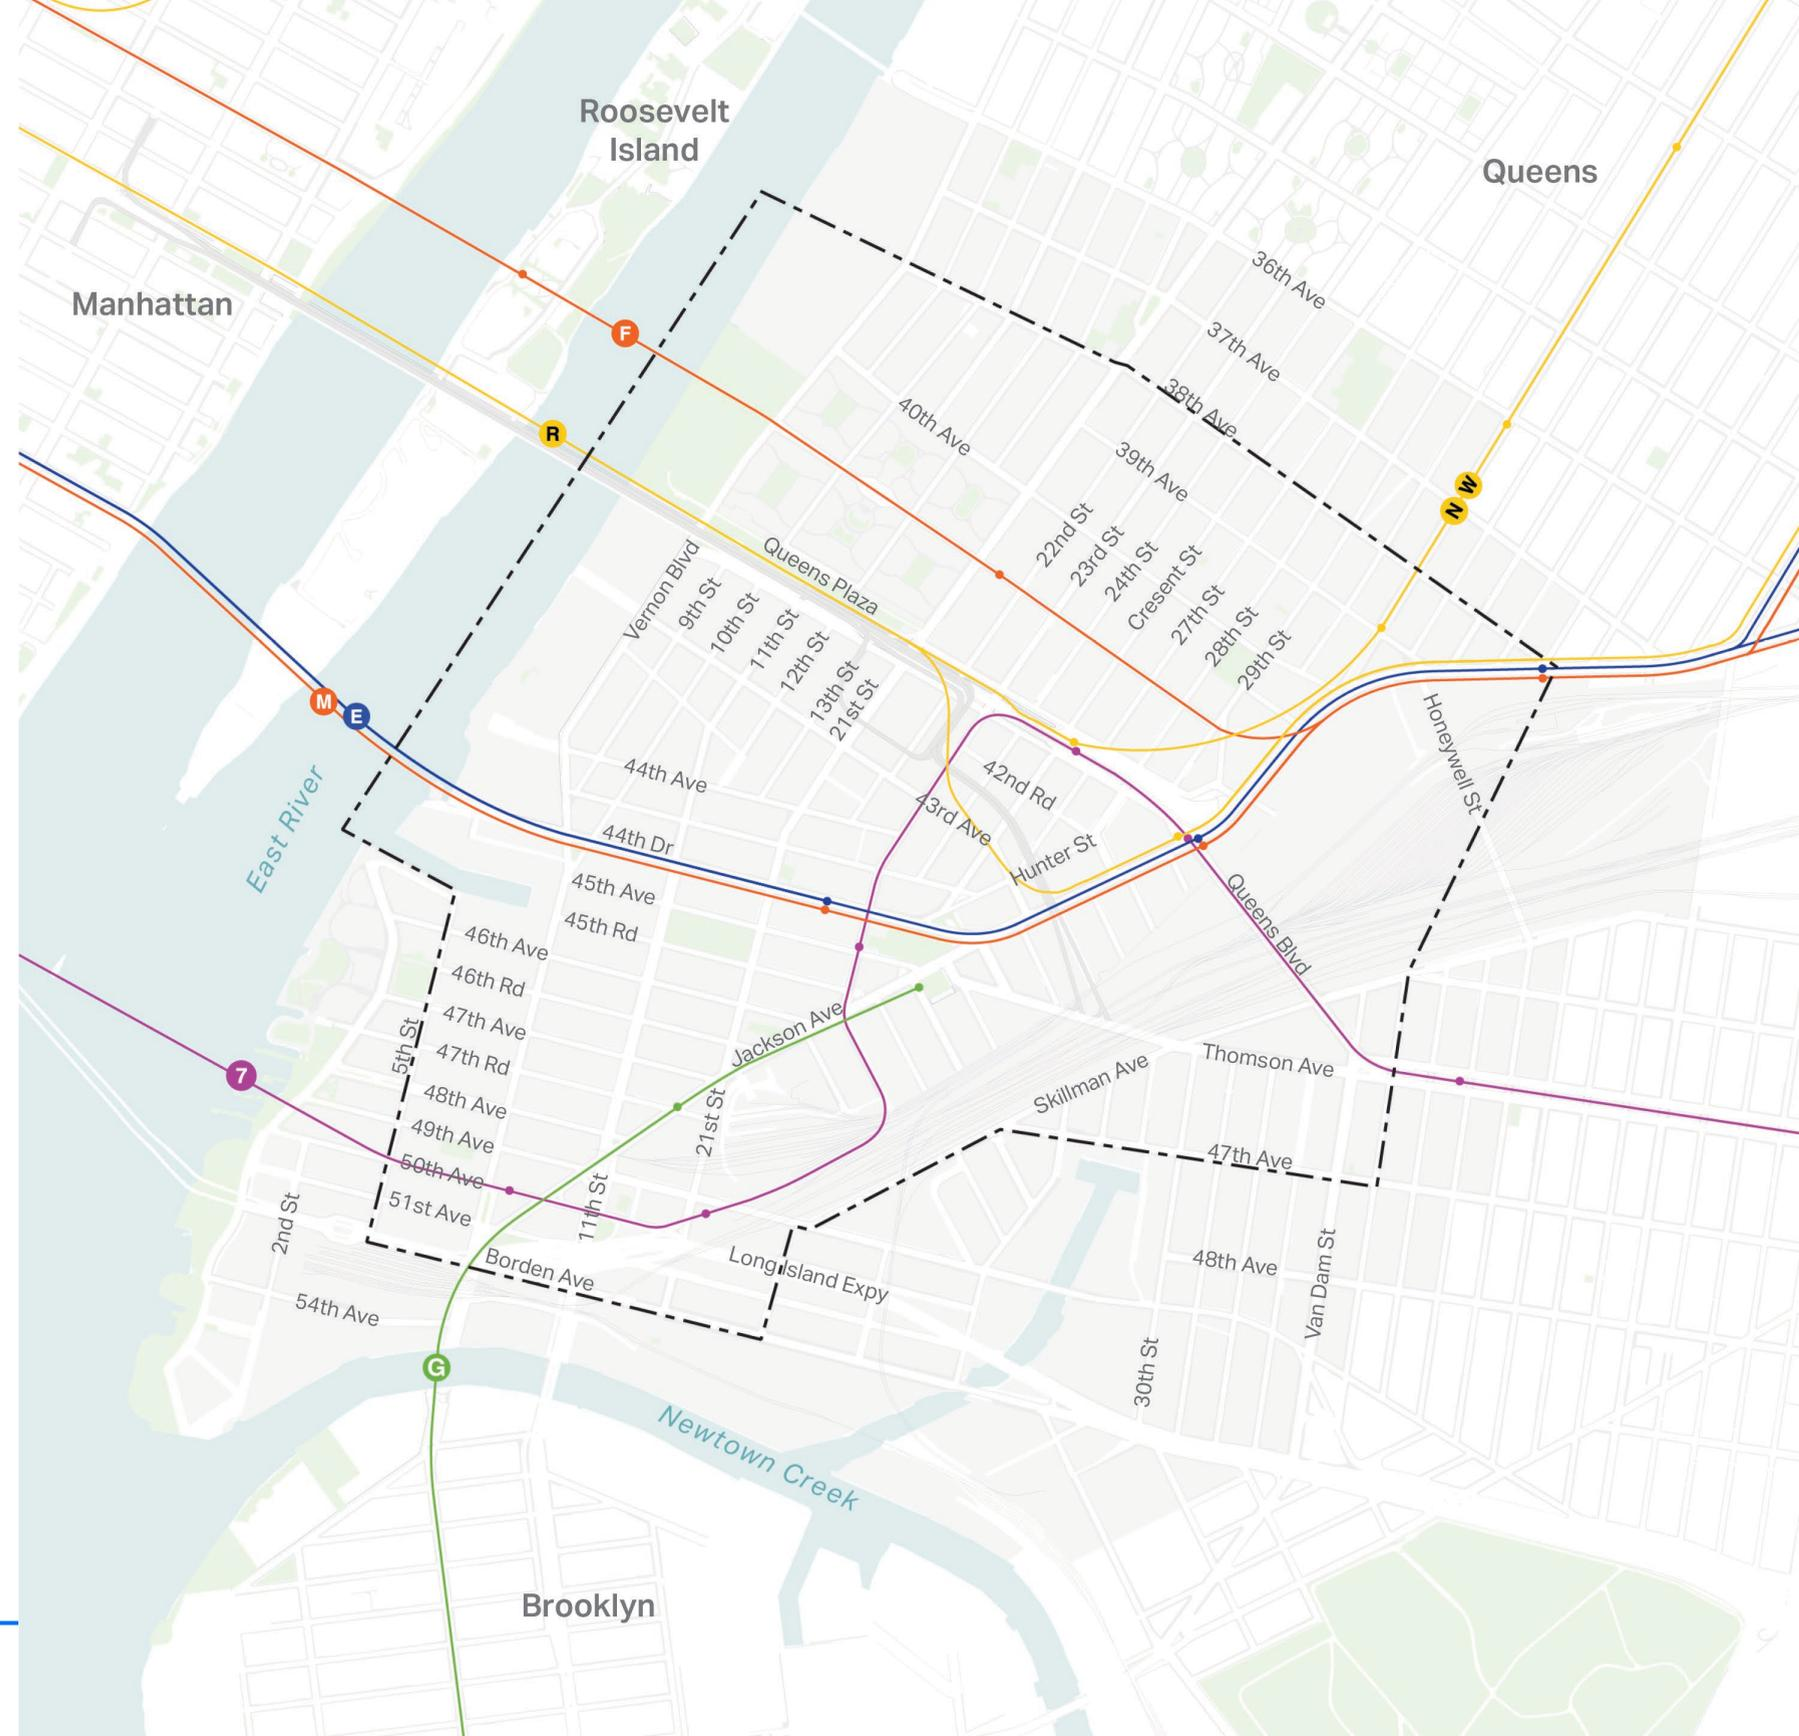 Roosevelt
Island
Queens
36th Ave
Manhattan
F
37th Ave
38th Ave
40th Ave
R
39th Ave
W
N
22nd St
23rd St
24th St
Cresent St
27th St
28th St
29th St
Queens Plaza
Vernon Blvd
9th St
10th St
11th St
12th St
13th St
21st St
M
E
Honeywell St
44th Ave
42nd Rd
43rd Ave
East River
44th Dr
Hunter St
45th Ave
45th Rd
Queens Blvd
46th Ave
46th Rd
47th Ave
5th St
47th Rd
Jackson Ave
Thomson Ave
7
Skillman Ave
48th Ave
21st St
49th Ave
47th Ave
50th Ave
51st Ave
11th St
2nd St
Borden Ave
Long Island Expy
48th Ave
Van Dam St
54th Ave
30th St
G
Newtown Creek
Brooklyn